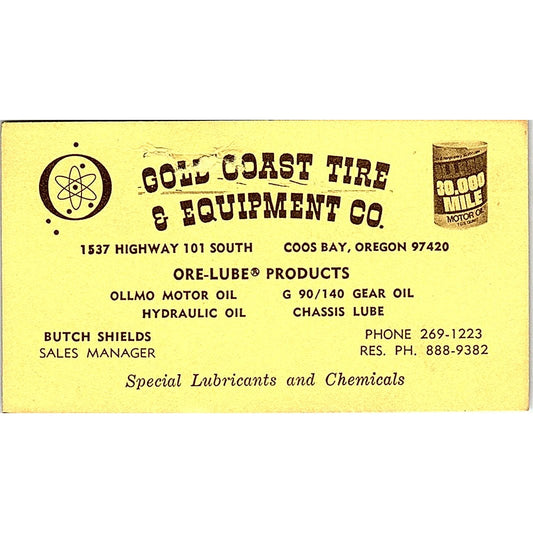 GOLD COAST TIRE
& EQUIPMENT CO.
30,000
MILE
MOTOR OIL
1537 HIGHWAY 101 SOUTH COOS BAY, OREGON 97420
ORE-LUBE® PRODUCTS
OLLMO MOTOR OIL G 90/140 GEAR OIL
HYDRAULIC OIL CHASSIS LUBE
BUTCH SHIELDS PHONE 269-1223
SALES MANAGER RES. PH. 888-9382
Special Lubricants and Chemicals